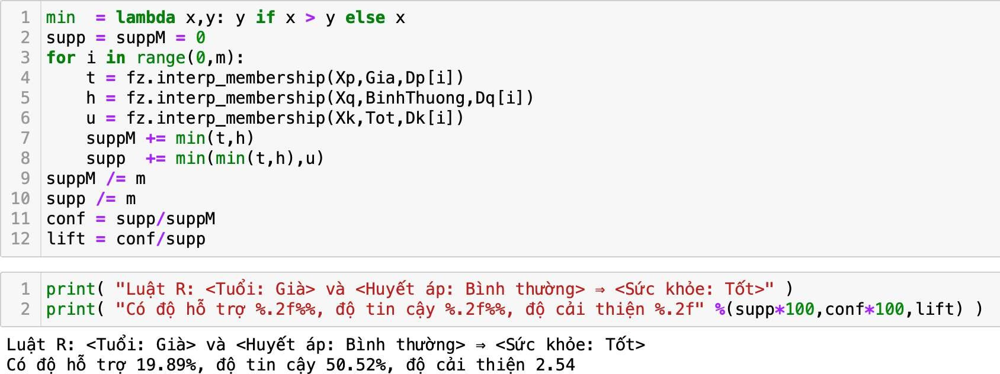 1 min  = lambda x,y: y if x > y else x
2 supp = suppM = 0
3 for i in range(0,m):
4     t = fz.interp_membership(Xp,Gia,Dp[i])
5     h = fz.interp_membership(Xq,BinhThuong,Dq[i])
6     u = fz.interp_membership(Xk,Tot,Dk[i])
7     suppM += min(t,h)
8     supp  += min(min(t,h),u)
9 suppM /= m
10 supp /= m
11 conf = supp/suppM
12 lift = conf/supp
1 print( "Luật R: <Tuổi: Già> và <Huyết áp: Bình thường> ⇒ <Sức khỏe: Tốt>" )
2 print( "Có độ hỗ trợ %.2f%%, độ tin cậy %.2f%%, độ cải thiện %.2f" %(supp*100,conf*100,lift) )
Luật R: <Tuổi: Già> và <Huyết áp: Bình thường> ⇒ <Sức khỏe: Tốt>
Có độ hỗ trợ 19.89%, độ tin cậy 50.52%, độ cải thiện 2.54